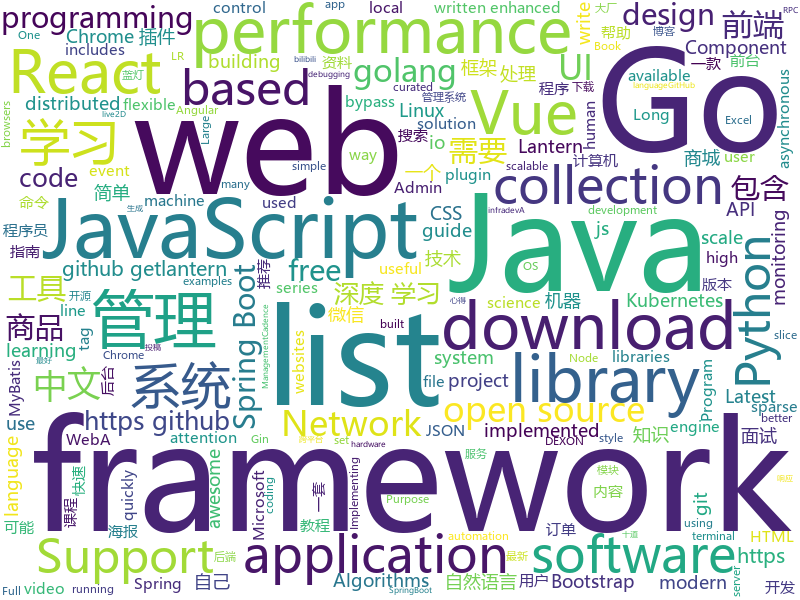 programming
Chrome 插件
control
app
local
written enhanced
大厂
RPC
One
includes
building
React
performance
资料
write
Book
博客
帮助
design
前端
Component
一款
前台
蓝灯
LR
bilibili
based
golang
框架
处理
UI
Go
available
管理系统
distributed
flexible
bypass
程序
下载
languageGitHub
browsers
Angular
curated
Linux
human
Long
Excel
live2D
debugging
web
Vue
io
搜索
Lantern
计算机
user
asynchronous
学习
event
Large
simple
solution
way
scalable
需要
商城
code
简单
machine
many
一个
plugin
包含
命令
生成
used
Admin
collection
API
程序员
JavaScript
CSS
js
infradevA
development
指南
guide
Java
scale
monitoring
github getlantern
free
技术
os
useful
high
版本
工具
推荐
series
深度 学习
science
机器
Kubernetes
line
开源
examples
websites
微信
商品
tag
管理
Spring Boot
list
download
Python
learning
built
ManagementCadence
心得
file
project
libraries
Program
slice
中文
后台
投稿
Chrome
Node
最好
MyBatis
系统
library
system
Latest
sparse
better
use
https github
Network
open source
JSON
engine
知识
WebA
attention
Gin
跨平台
set
hardware
implemented
DEXON
style
面试
language
课程
快速
awesome
Microsoft
coding
一套
Implementing
framework
服务
git
内容
node
可能
quickly
海报
教程
Purpose
模块
订单
terminal
using
HTML
Support
后端
application
software
https
响应
Full
video
Spring
自己
Algorithms
automation
最新
自然语言
用户
Bootstrap
十道
server
modern
running
SpringBoot
开发